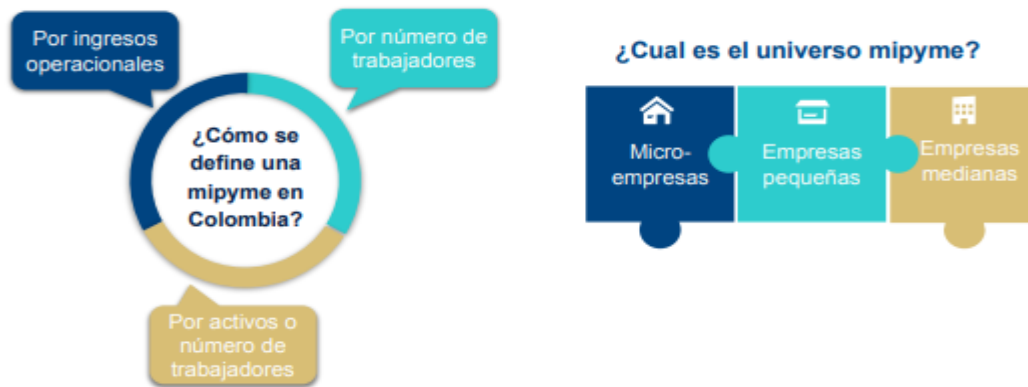 Por ingresos
operacionales
Por número de
trabajadores
¿Cómo se
define una
mipyme en
Colombia?
Por activos o
número de
trabajadores
¿Cual es el universo mipyme?
Micro-
empresas
Empresas
pequeñas
Empresas
medianas